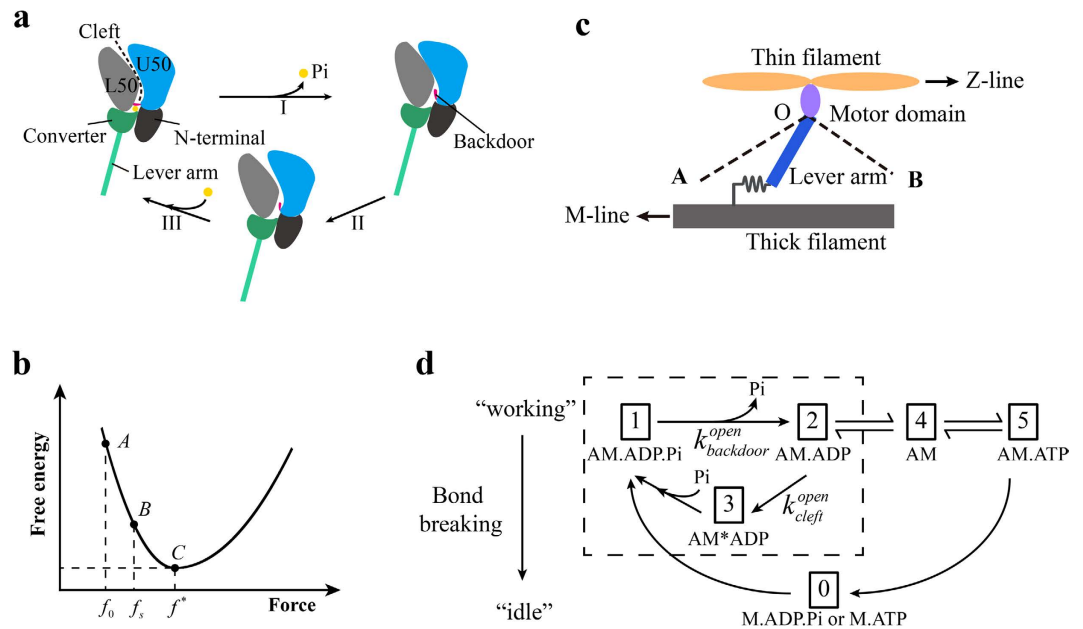 a
Cleft
U50
L50
Pi
I
Converter
N-terminal
Backdoor
Lever arm
III
II
c
Thin filament
Z-line
O
Motor domain
A
B
Lever arm
M-line
Thick filament
b
Free energy
A
B
C
f₀
fₛ
f*
Force
d
"working"
Bond
breaking
"idle"
Pi
1
2
4
5
AM.ADP.Pi
k_{backdoor}^{open}
AM.ADP
AM
AM.ATP
Pi
3
k_{cleft}^{open}
AM*ADP
0
M.ADP.Pi or M.ATP